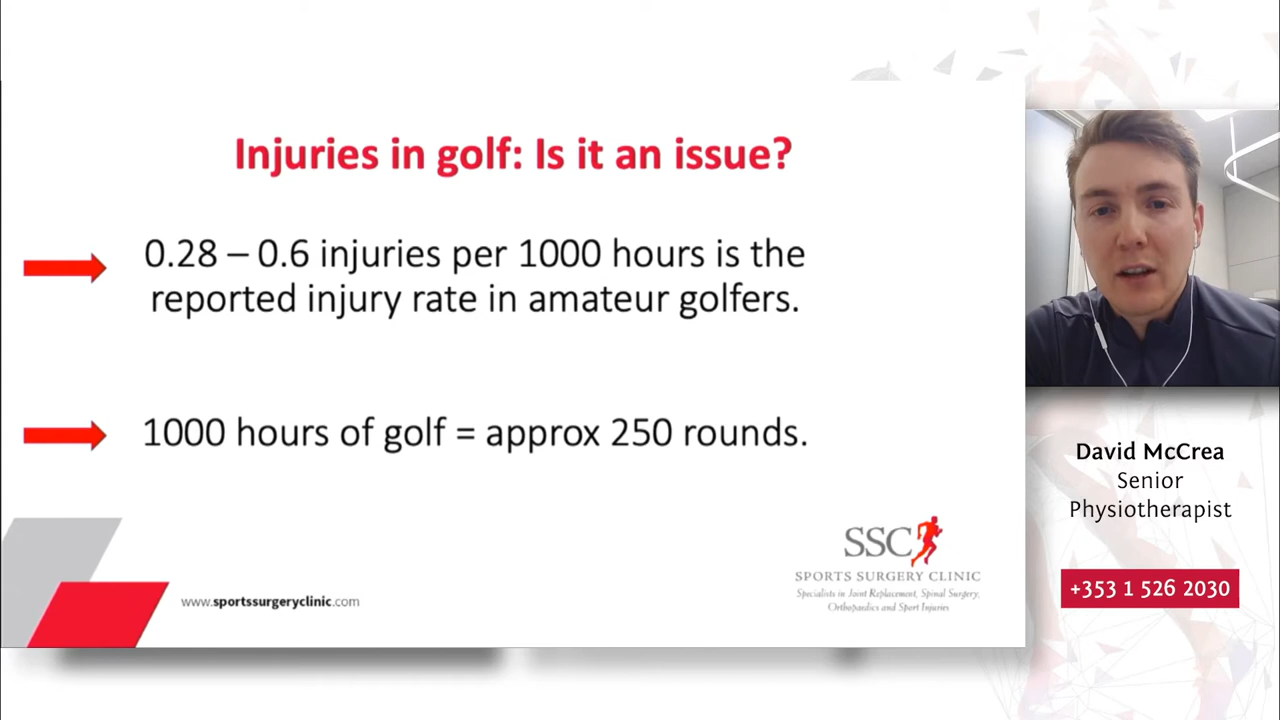 Injuries in golf: Is it an issue?
0.28 – 0.6 injuries per 1000 hours is the
reported injury rate in amateur golfers.
1000 hours of golf = approx 250 rounds.
www.sportssurgeryclinic.com
SSC
SPORTS SURGERY CLINIC
Specialists in Joint Replacement, Spinal Surgery,
Orthopaedics and Sport Injuries
David McCrea
Senior
Physiotherapist
+353 1 526 2030